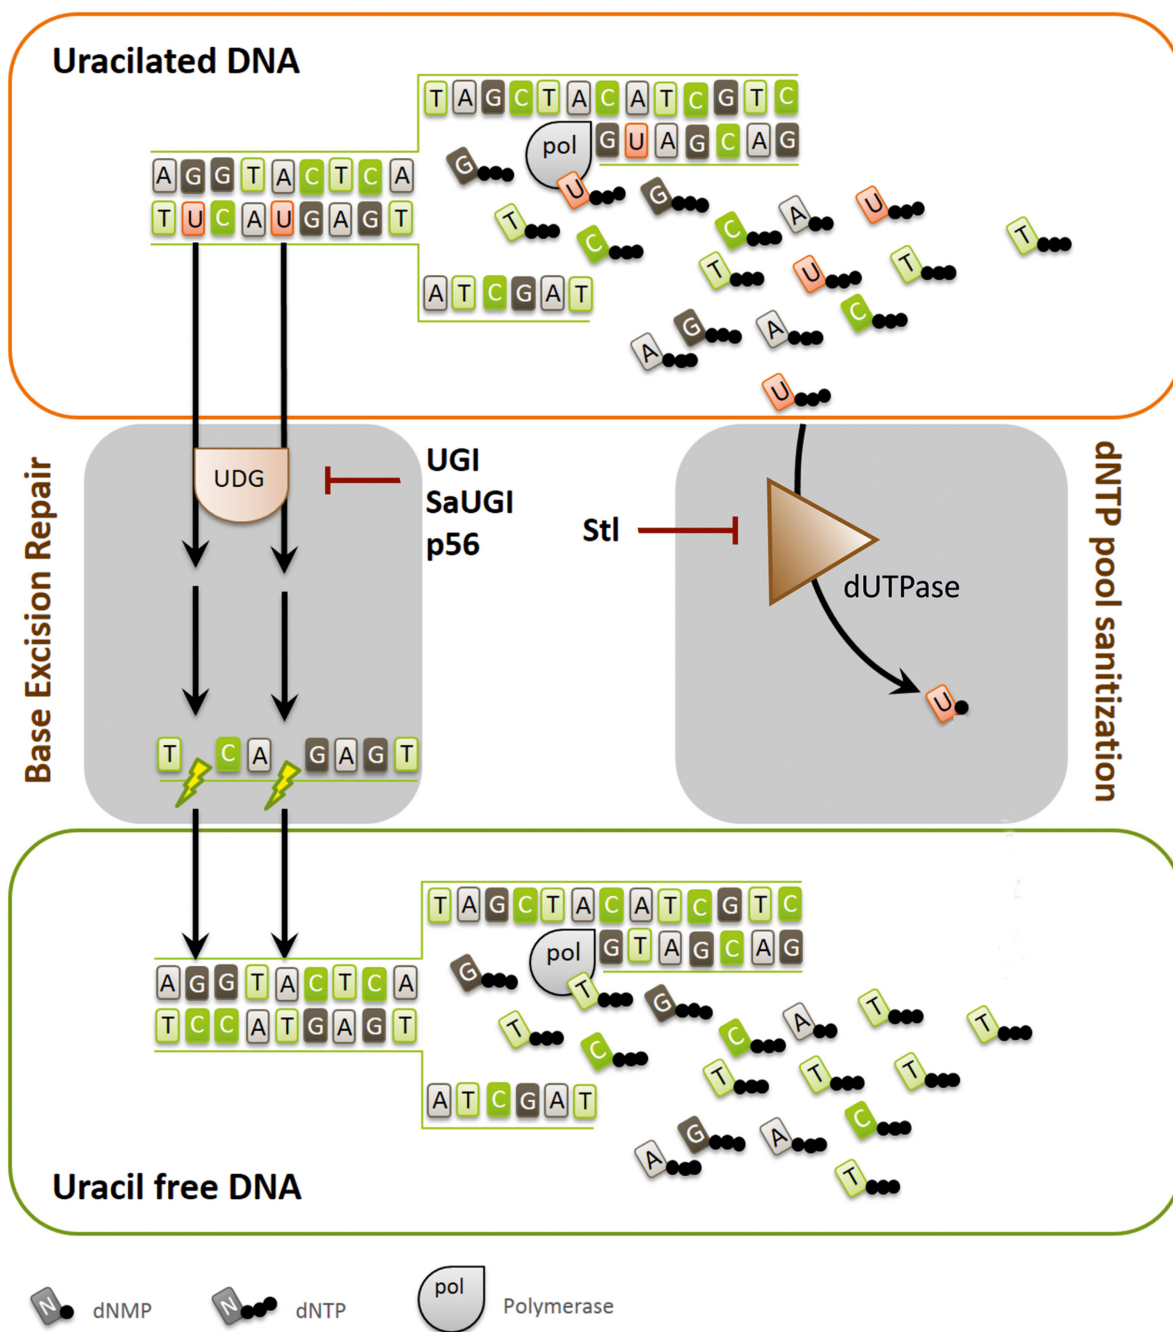 Uracilated DNA
T A G C T A C A T C G T C
pol G U A G C A G
A G G T A C T C A
T U C A U G A G T
G U G A U
T C C T
T U T
A T C G A T
C
G A
A
U
Base Excision Repair
UDG
UGI
SaUGI
p56
Stl
dUTPase
dNTP pool sanitization
U
T C A G A G T
T A G C T A C A T C G T C
pol G T A G C A G
A G G T A C T C A
T C C A T G A G T
G T G A T
T C C T
T T T
A T C G A T
C
G A
A
T
Uracil free DNA
N dNMP
N dNTP
pol Polymerase